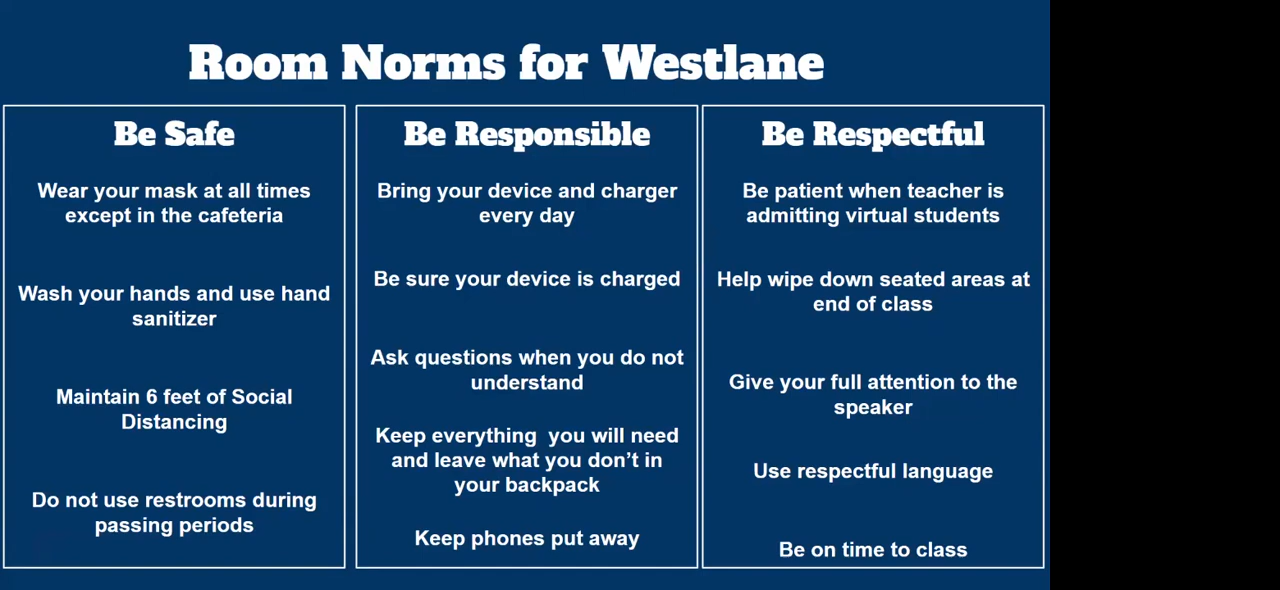 Room Norms for Westlane
Be Safe
Wear your mask at all times
except in the cafeteria
Wash your hands and use hand
sanitizer
Maintain 6 feet of Social
Distancing
Do not use restrooms during
passing periods
Be Responsible
Bring your device and charger
every day
Be sure your device is charged
Ask questions when you do not
understand
Keep everything  you will need
and leave what you don’t in
your backpack
Keep phones put away
Be Respectful
Be patient when teacher is
admitting virtual students
Help wipe down seated areas at
end of class
Give your full attention to the
speaker
Use respectful language
Be on time to class